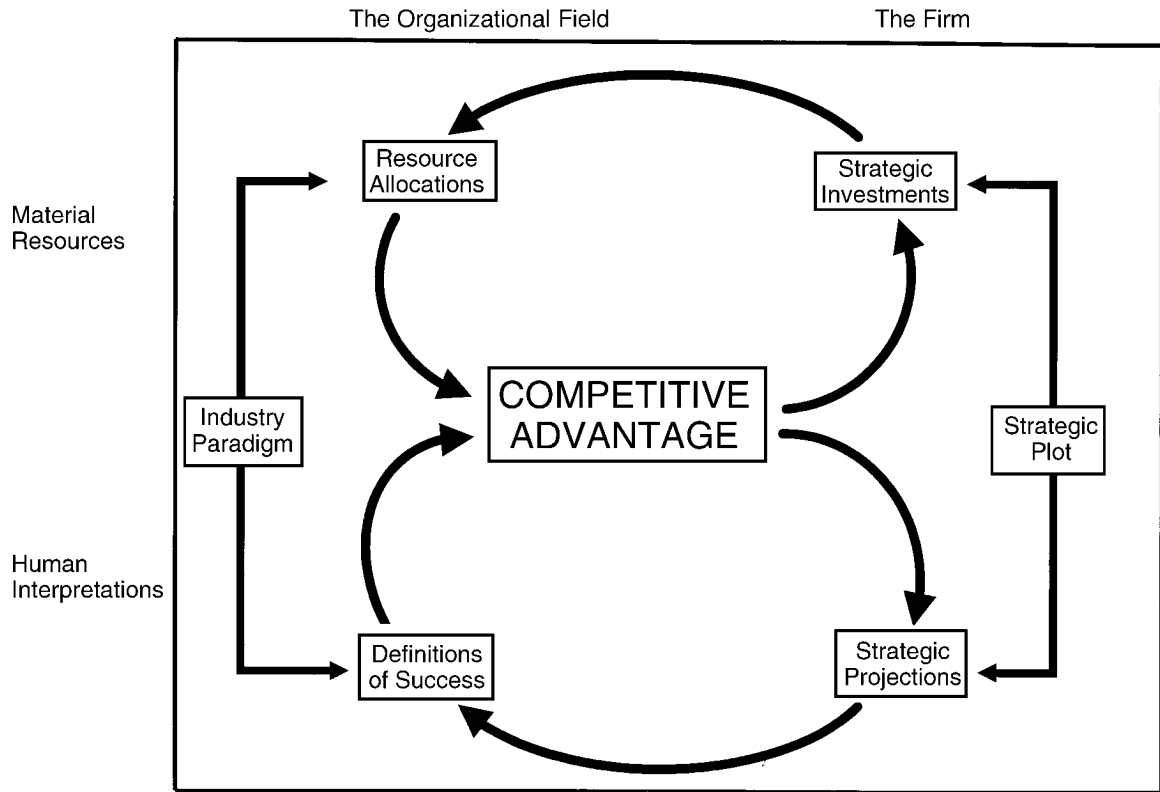 The Organizational Field
The Firm
Resource
Allocations
Strategic
Investments
Material
Resources
COMPETITIVE
ADVANTAGE
Industry
Paradigm
Strategic
Plot
Human
Interpretations
Definitions
of Success
Strategic
Projections